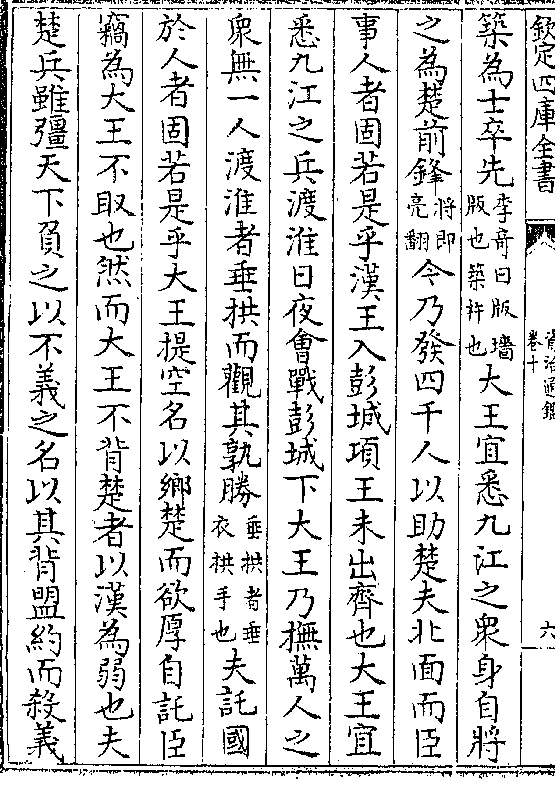 欽定四庫全書
資治通鑑
卷十
六
築為士卒先李奇曰版墻版也築杵也大王宜悉九江之衆身自將
之為楚前鋒將即亮翻今乃發四千人以助楚夫北面而臣
事人者固若是乎漢王入彭城項王未出齊也大王宜
悉九江之兵渡淮日夜會戰彭城下大王乃撫萬人之
衆無一人渡淮者垂拱而觀其孰勝垂拱者垂衣拱手也夫託國
於人者固若是乎大王提空名以鄉楚而欲厚自託臣
竊為大王不取也然而大王不背楚者以漢為弱也夫
楚兵雖彊天下負之以不義之名以其背盟約而殺義